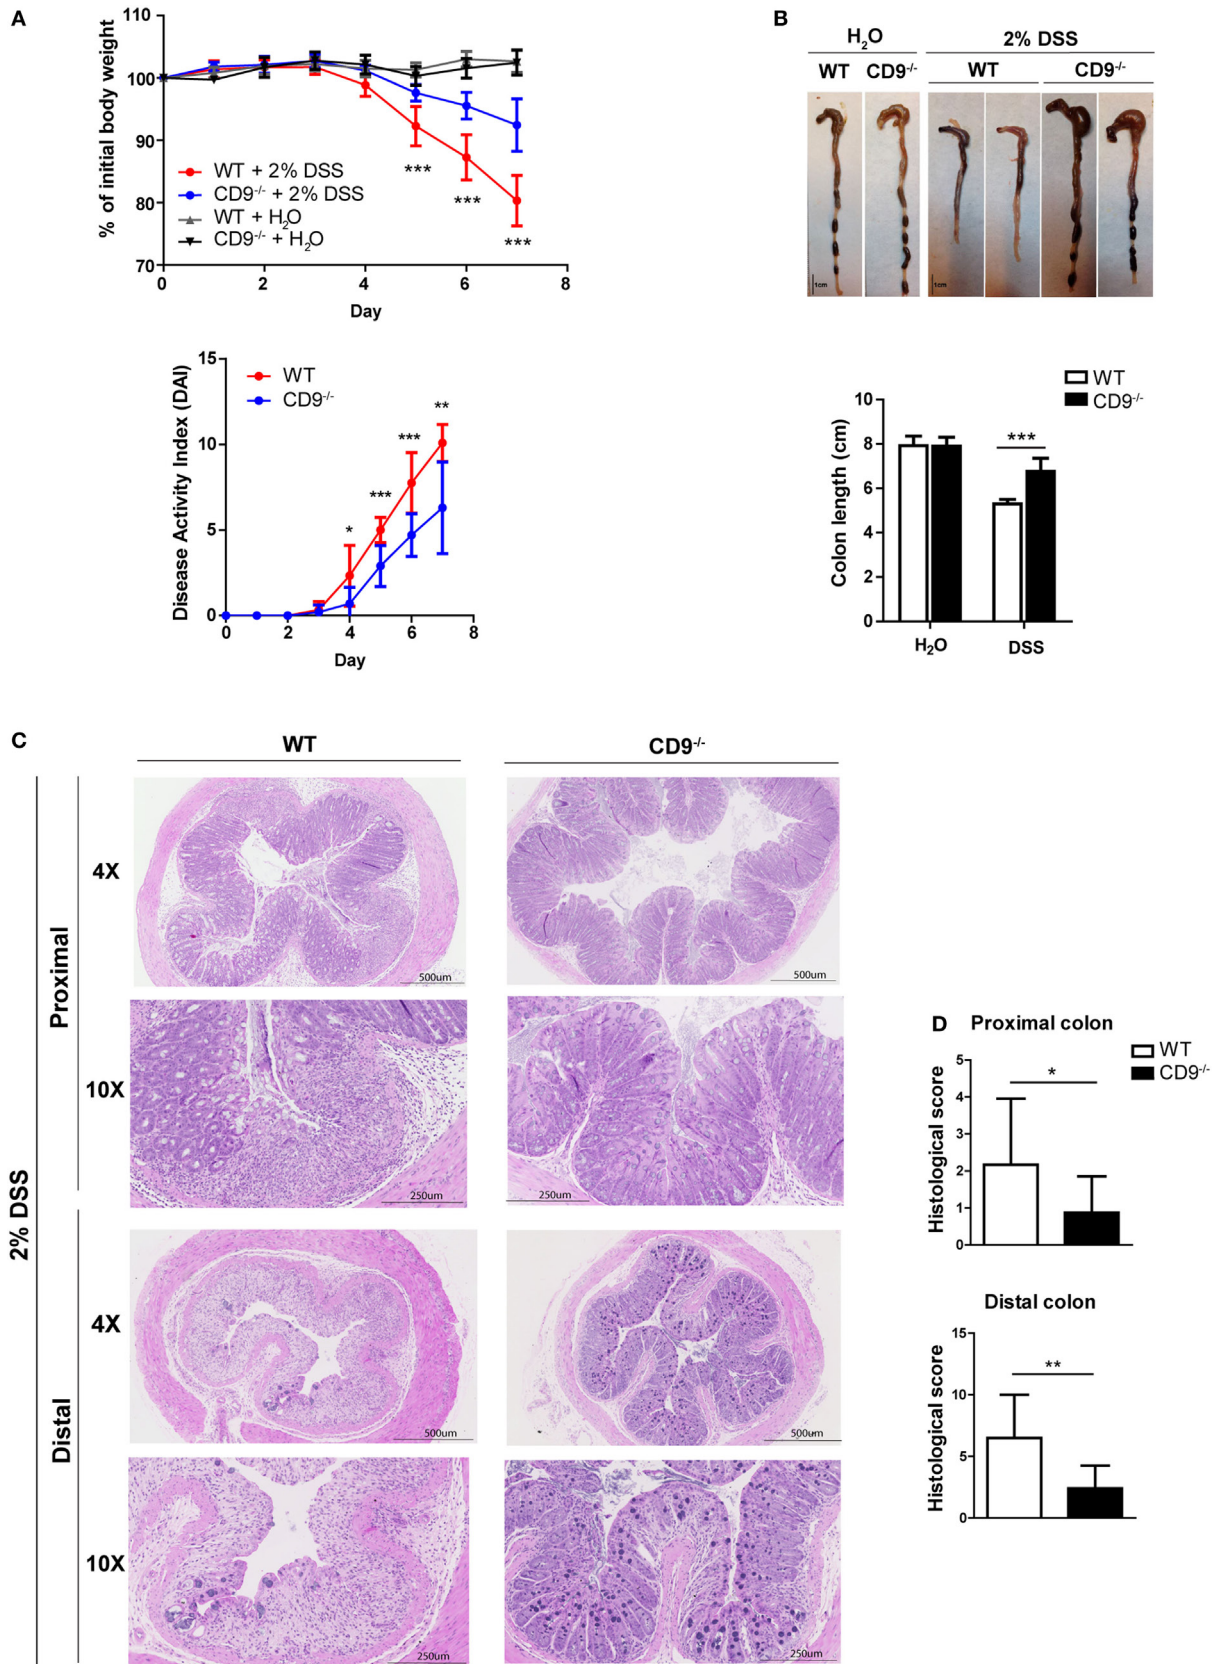 A
110
100
90
80
70
% of initial body weight
WT + 2% DSS
CD9-/- + 2% DSS
WT + H2O
CD9-/- + H2O
***
***
***
0 2 4 6 8
Day
15
10
5
0
Disease Activity Index (DAI)
WT
CD9-/-
*
***
***
**
0 2 4 6 8
Day
B
H2O 2% DSS
WT CD9-/- WT CD9-/-
1cm 1cm
WT
CD9-/-
10
8
6
4
2
0
Colon length (cm)
***
H2O DSS
C
WT CD9-/-
2% DSS
Proximal
4X
500um 500um
10X
250um 250um
Distal
4X
500um 500um
10X
250um 250um
D
Proximal colon
WT
CD9-/-
5
4
3
2
1
0
Histological score
*
Distal colon
15
10
5
0
Histological score
**